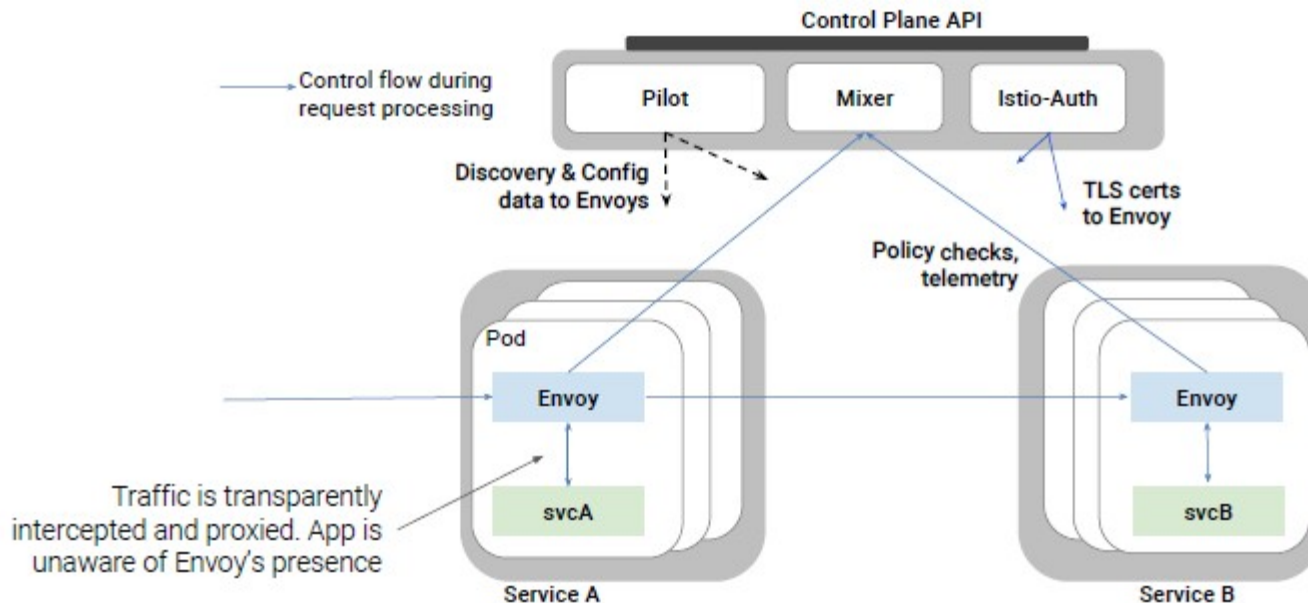 Control Plane API
Control flow during
request processing
Pilot
Mixer
Istio-Auth
Discovery & Config
data to Envoys
TLS certs
to Envoy
Policy checks,
telemetry
Pod
Envoy
Envoy
Traffic is transparently
intercepted and proxied. App is
unaware of Envoy's presence
svcA
svcB
Service A
Service B